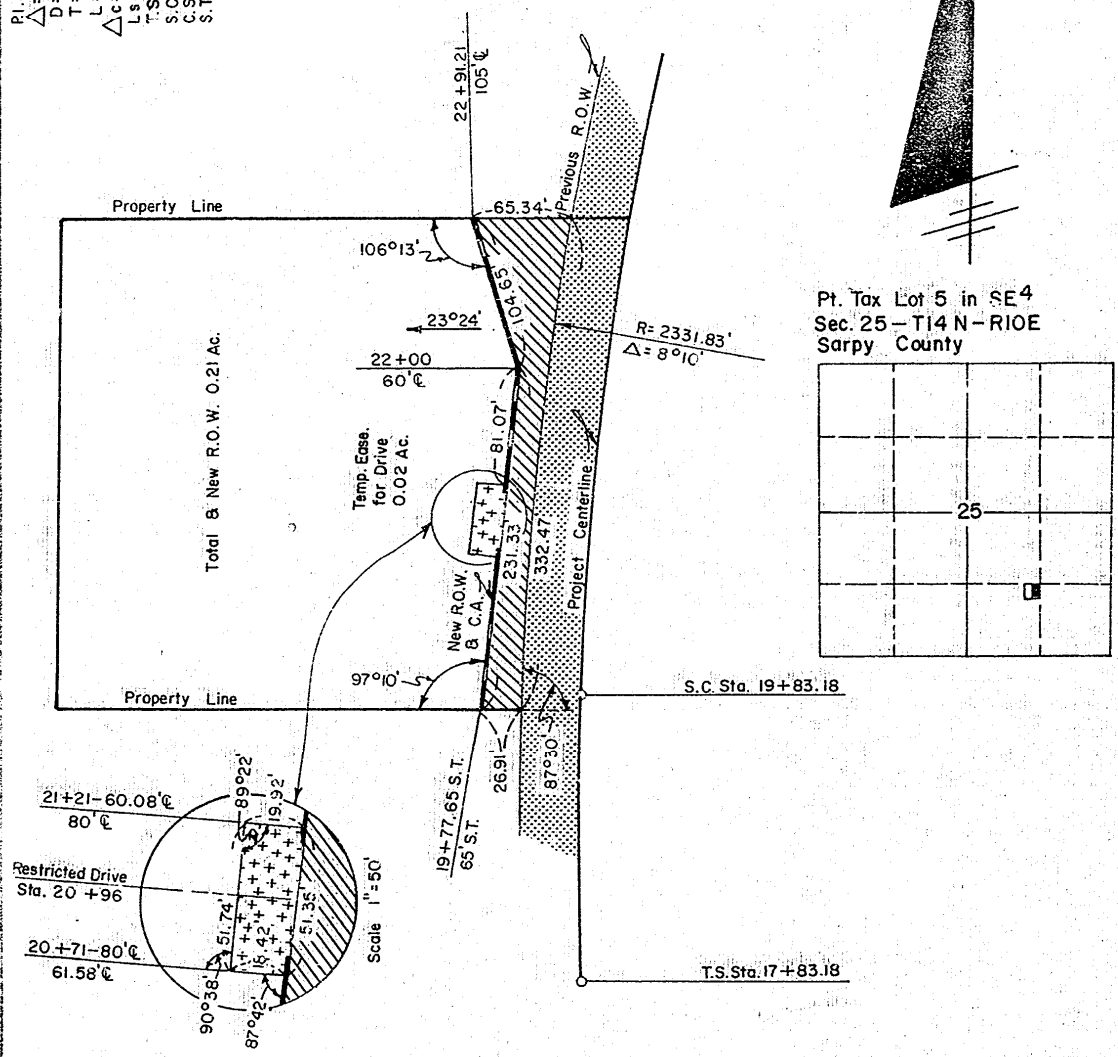 P.I.
△=
D=
T=
L=
△c=
Ls
T.S
S.C
C.S
S.T
22+91.21
105' ℄
Property Line
65.34'
Previous R.O.W.
106°13'
104.65'
23°24'
R= 2331.83'
△= 8°10'
22+00
60' ℄
Pt. Tax Lot 5 in SE4
Sec. 25-T14N-R10E
Sarpy County
25
Total & New R.O.W. 0.21 Ac.
Temp. Ease.
for Drive
0.02 Ac.
81.07'
231.33
332.47
Project Centerline
New R.O.W.
& C.A.
97°10'
Property Line
S.C. Sta. 19+83.18
26.91'
87°30'
19+77.65 S.T.
65' S.T.
21+21-60.08' ℄
80' ℄
89°22'
19.92'
Restricted Drive
Sta. 20+96
51.74'
51.35'
20+71-80' ℄
61.58' ℄
90°38'
87°42'
Scale 1"=50'
T.S. Sta. 17+83.18